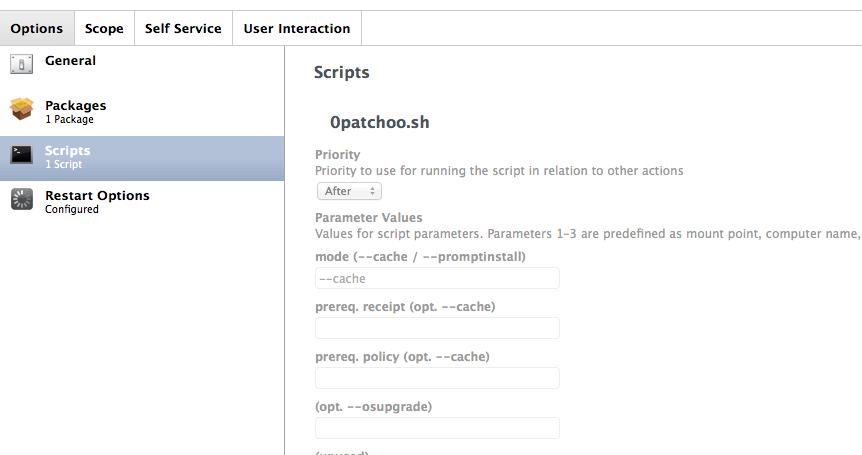 Options Scope Self Service User Interaction
General
Packages
1 Package
Scripts
1 Script
Restart Options
Configured
Scripts
0patchoo.sh
Priority
Priority to use for running the script in relation to other actions
After
Parameter Values
Values for script parameters. Parameters 1–3 are predefined as mount point, computer name,
mode (--cache / --promptinstall)
--cache
prereq. receipt (opt. --cache)
prereq. policy (opt. --cache)
(opt. --osupgrade)